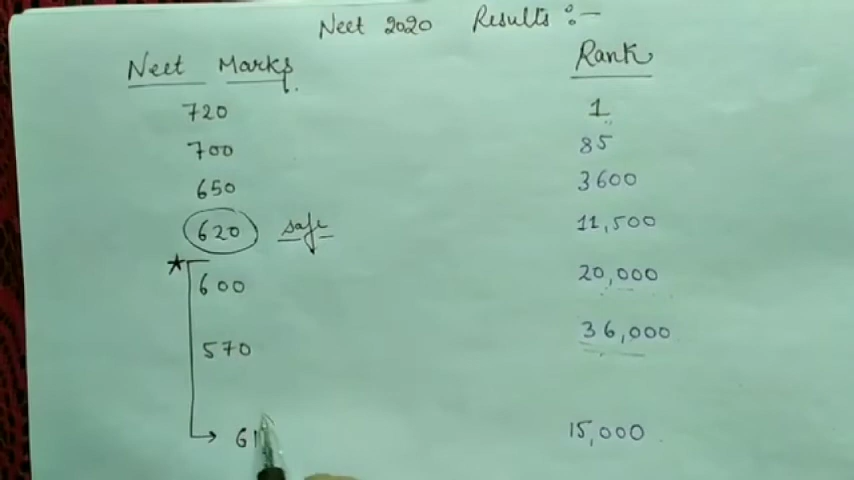 Neet 2020 Results :-
Neet Marks. Rank
720 1
700 85
650 3600
620 safe 11,500
600 20,000
570 36,000
61 15,000